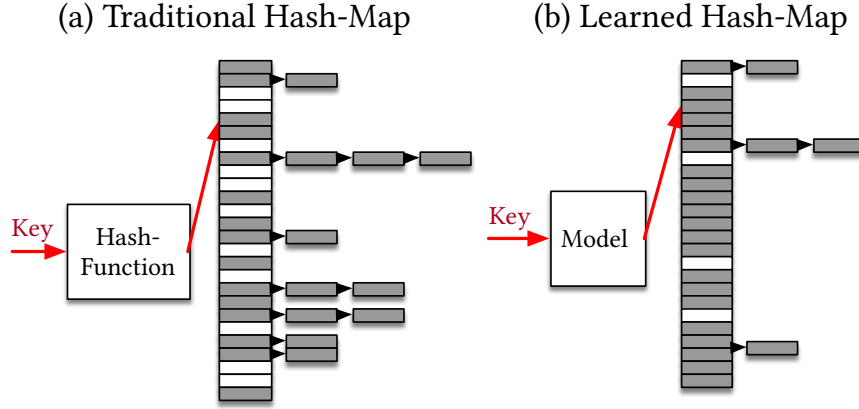 (a) Traditional Hash-Map
(b) Learned Hash-Map
Key
Hash-
Function
Key
Model